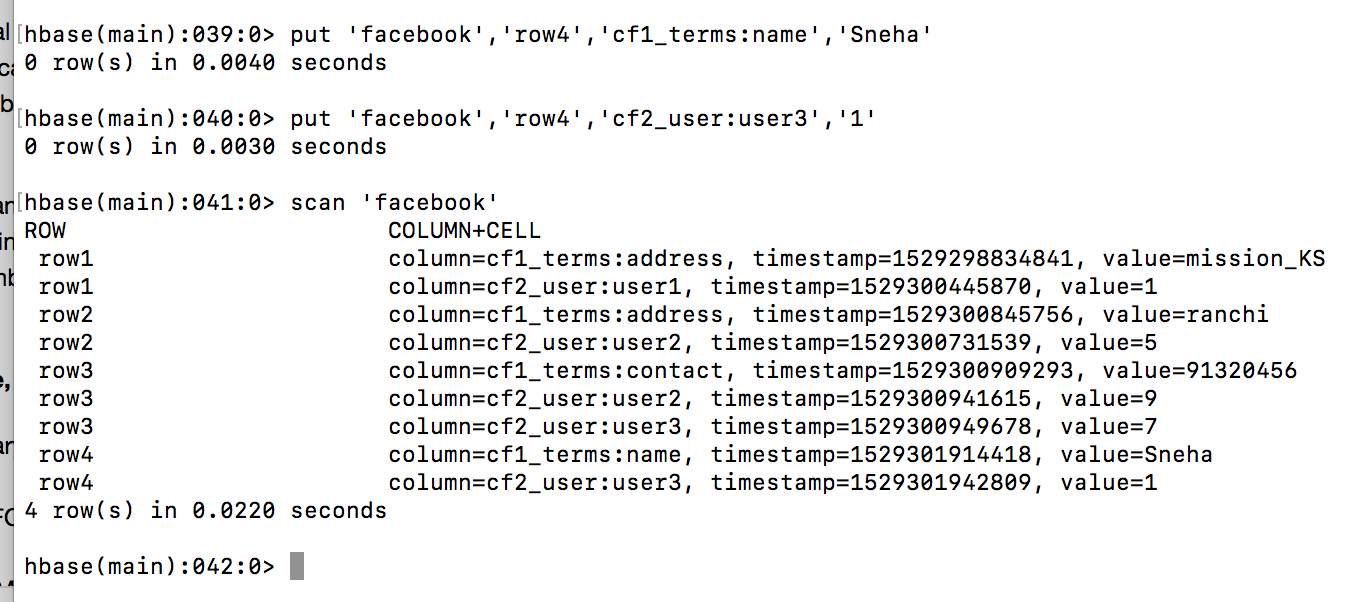 hbase(main):039:0> put 'facebook','row4','cf1_terms:name','Sneha'
0 row(s) in 0.0040 seconds
hbase(main):040:0> put 'facebook','row4','cf2_user:user3','1'
0 row(s) in 0.0030 seconds
hbase(main):041:0> scan 'facebook'
ROW COLUMN+CELL
row1 column=cf1_terms:address, timestamp=1529298834841, value=mission_KS
row1 column=cf2_user:user1, timestamp=1529300445870, value=1
row2 column=cf1_terms:address, timestamp=1529300845756, value=ranchi
row2 column=cf2_user:user2, timestamp=1529300731539, value=5
row3 column=cf1_terms:contact, timestamp=1529300909293, value=91320456
row3 column=cf2_user:user2, timestamp=1529300941615, value=9
row3 column=cf2_user:user3, timestamp=1529300949678, value=7
row4 column=cf1_terms:name, timestamp=1529301914418, value=Sneha
row4 column=cf2_user:user3, timestamp=1529301942809, value=1
4 row(s) in 0.0220 seconds
hbase(main):042:0>